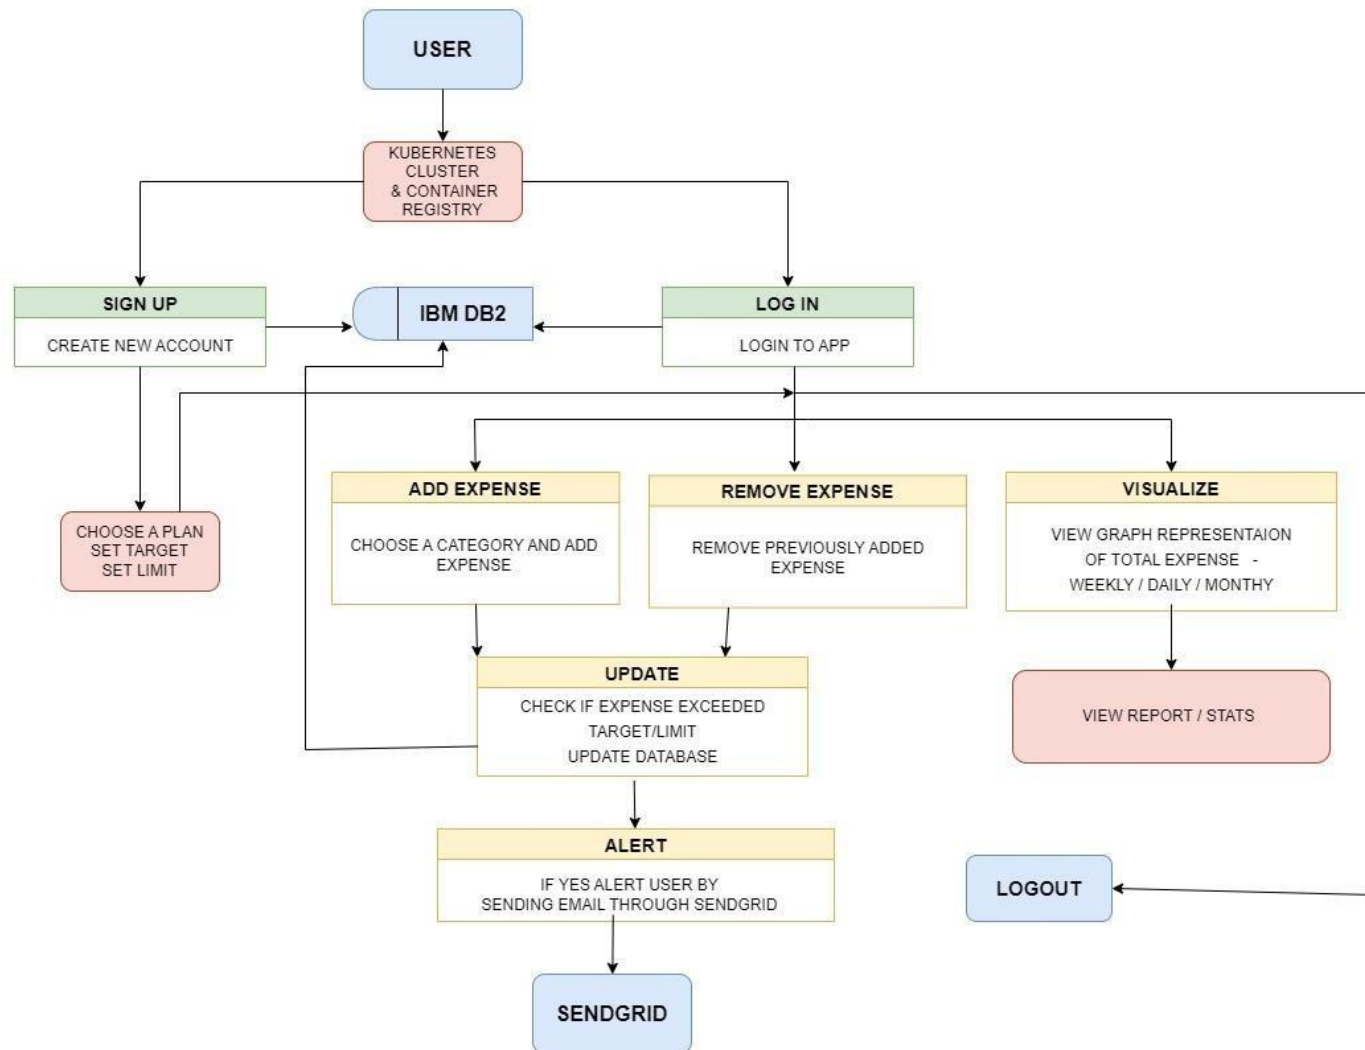 USER
KUBERNETES
CLUSTER
& CONTAINER
REGISTRY
SIGN UP
CREATE NEW ACCOUNT
IBM DB2
LOG IN
LOGIN TO APP
CHOOSE A PLAN
SET TARGET
SET LIMIT
ADD EXPENSE
CHOOSE A CATEGORY AND ADD
EXPENSE
REMOVE EXPENSE
REMOVE PREVIOUSLY ADDED
EXPENSE
VISUALIZE
VIEW GRAPH REPRESENTAION
OF TOTAL EXPENSE -
WEEKLY / DAILY / MONTHY
UPDATE
CHECK IF EXPENSE EXCEEDED
TARGET/LIMIT
UPDATE DATABASE
VIEW REPORT / STATS
ALERT
IF YES ALERT USER BY
SENDING EMAIL THROUGH SENDGRID
LOGOUT
SENDGRID